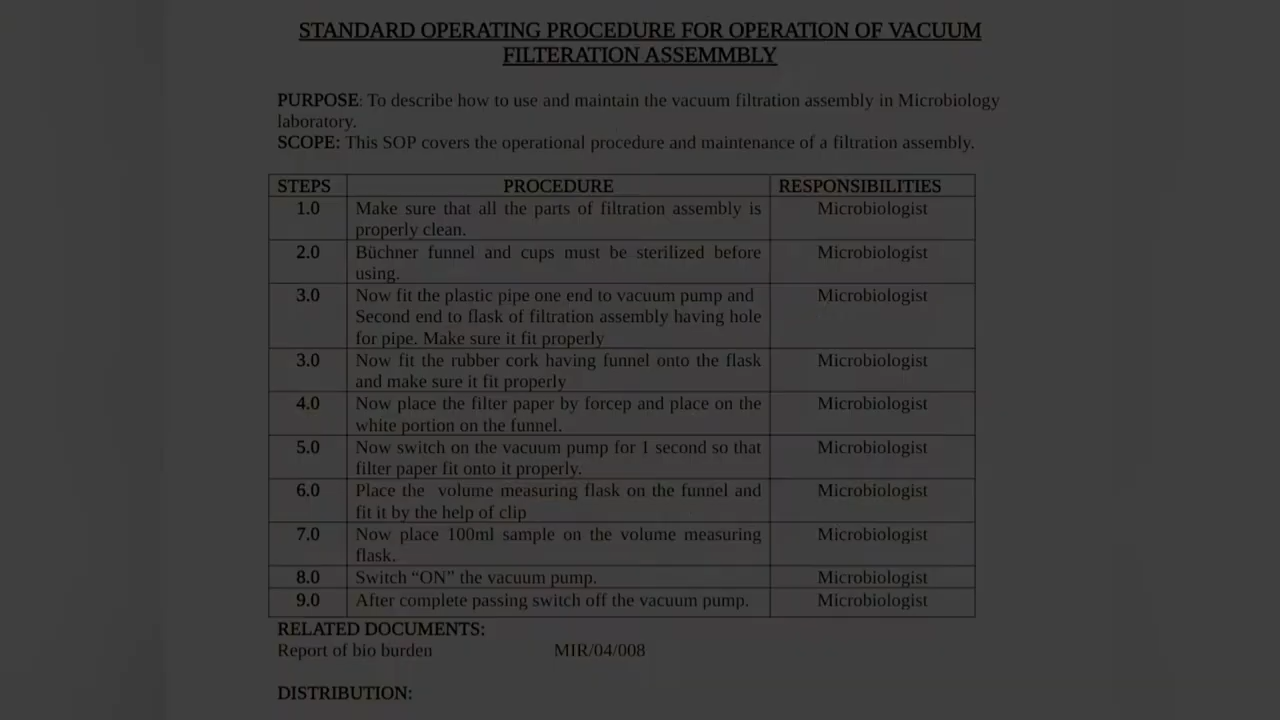 STANDARD OPERATING PROCEDURE FOR OPERATION OF VACUUM
FILTERATION ASSEMMBLY
PURPOSE: To describe how to use and maintain the vacuum filtration assembly in Microbiology
laboratory.
SCOPE: This SOP covers the operational procedure and maintenance of a filtration assembly.
STEPS PROCEDURE RESPONSIBILITIES
1.0 Make sure that all the parts of filtration assembly is Microbiologist
properly clean.
2.0 Büchner funnel and cups must be sterilized before Microbiologist
using.
3.0 Now fit the plastic pipe one end to vacuum pump and Microbiologist
Second end to flask of filtration assembly having hole
for pipe. Make sure it fit properly
3.0 Now fit the rubber cork having funnel onto the flask Microbiologist
and make sure it fit properly
4.0 Now place the filter paper by forcep and place on the Microbiologist
white portion on the funnel.
5.0 Now switch on the vacuum pump for 1 second so that Microbiologist
filter paper fit onto it properly.
6.0 Place the volume measuring flask on the funnel and Microbiologist
fit it by the help of clip
7.0 Now place 100ml sample on the volume measuring Microbiologist
flask.
8.0 Switch “ON” the vacuum pump. Microbiologist
9.0 After complete passing switch off the vacuum pump. Microbiologist
RELATED DOCUMENTS:
Report of bio burden MIR/04/008
DISTRIBUTION: